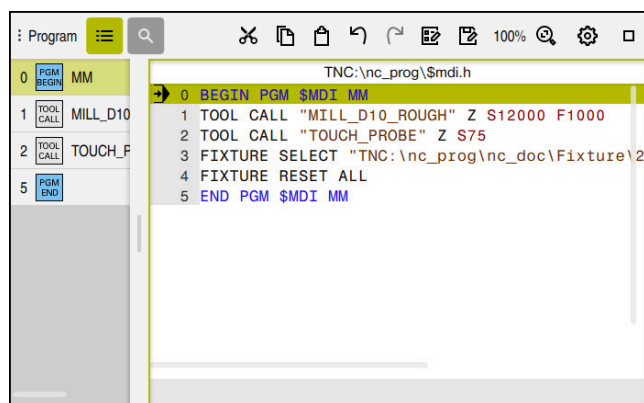 Program
100%
0 PGM BEGIN MM
1 TOOL CALL MILL_D10
2 TOOL CALL TOUCH_P
5 PGM END
TNC:\nc_prog\$mdi.h
0 BEGIN PGM $MDI MM
1 TOOL CALL "MILL_D10_ROUGH" Z S12000 F1000
2 TOOL CALL "TOUCH_PROBE" Z S75
3 FIXTURE SELECT "TNC:\nc_prog\nc_doc\Fixture\2
4 FIXTURE RESET ALL
5 END PGM $MDI MM